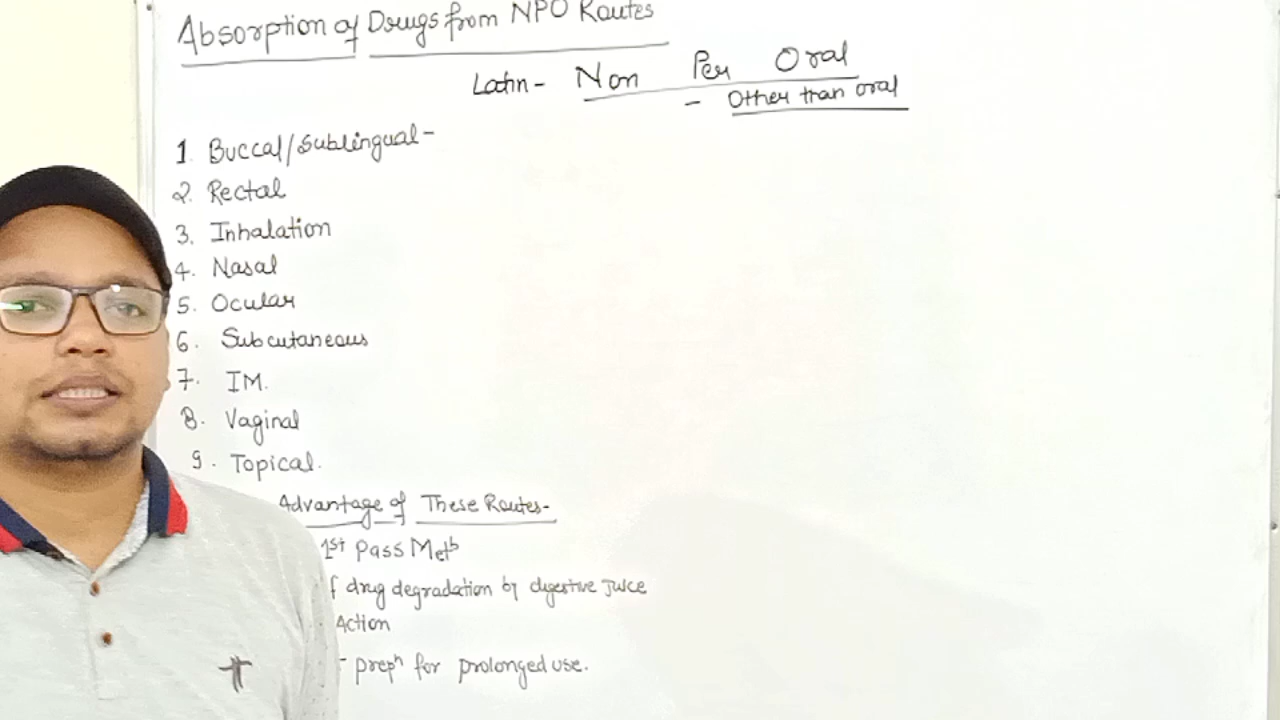 Absorption of Drugs from NPO Routes
Latin - Non Per Oral
- Other than oral
1. Buccal/Sublingual -
2. Rectal
3. Inhalation
4. Nasal
5. Ocular
6. Subcutaneous
7. IM.
8. Vaginal
9. Topical.
Advantage of These Routes-
1st Pass Metb
f drug degradation by digestive Juice
Action
- prepn for prolonged use.